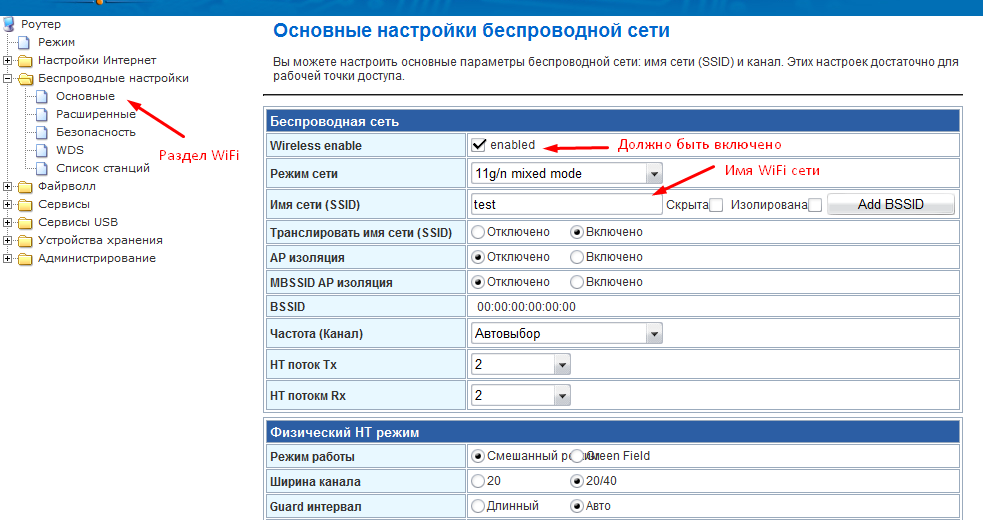 Роутер
Режим
Настройки Интернет
Беспроводные настройки
Основные
Расширенные
Безопасность
WDS
Список станций
Файрволл
Сервисы
Сервисы USB
Устройства хранения
Администрирование
Раздел WiFi
Основные настройки беспроводной сети
Вы можете настроить основные параметры беспроводной сети: имя сети (SSID) и канал. Этих настроек достаточно для
рабочей точки доступа.
Беспроводная сеть
Wireless enable enabled Должно быть включено
Режим сети 11g/n mixed mode Имя WiFi сети
Имя сети (SSID) test Скрыта Изолирована Add BSSID
Транслировать имя сети (SSID) Отключено Включено
AP изоляция Отключено Включено
MBSSID AP изоляция Отключено Включено
BSSID 00:00:00:00:00:00
Частота (Канал) Автовыбор
HT поток Tx 2
HT потокм Rx 2
Физический HT режим
Режим работы Смешанный режим Green Field
Ширина канала 20 20/40
Guard интервал Длинный Авто